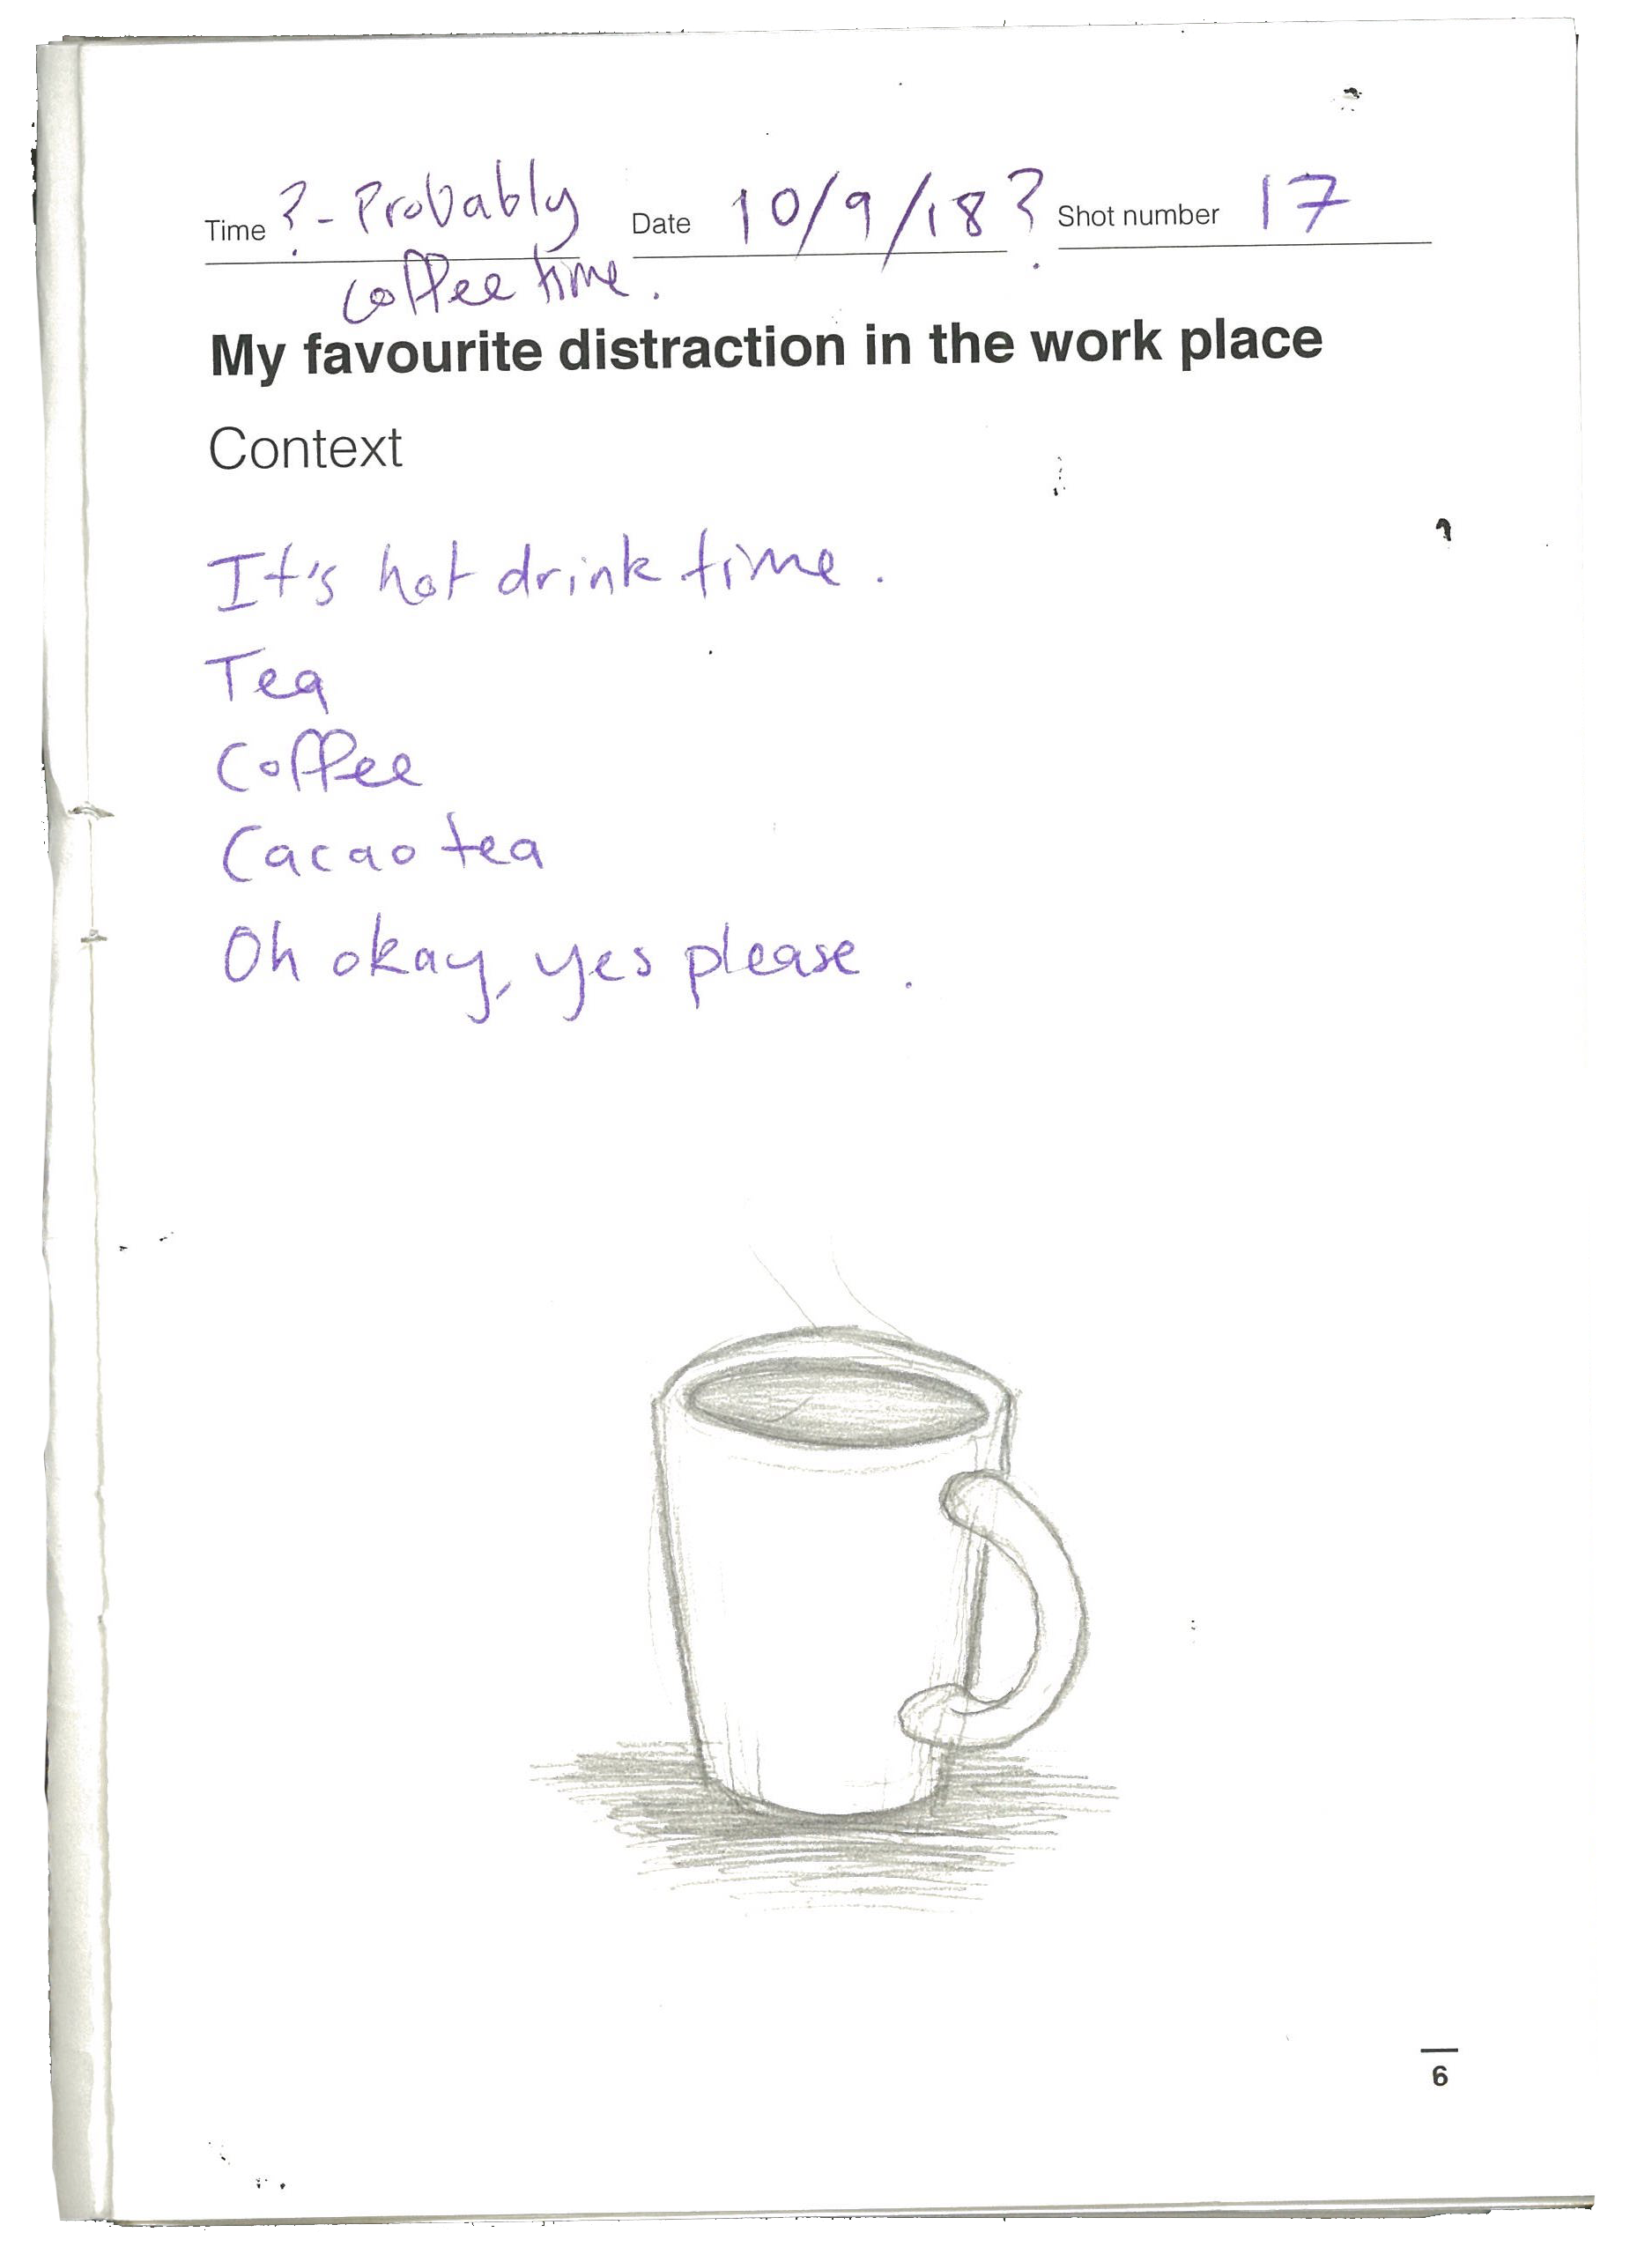 Time ? - Probably coffee time. Date 10/9/18? Shot number 17
My favourite distraction in the work place
Context
It's hot drink time.
Tea
Coffee
Cacao tea
Oh okay, yes please.
6